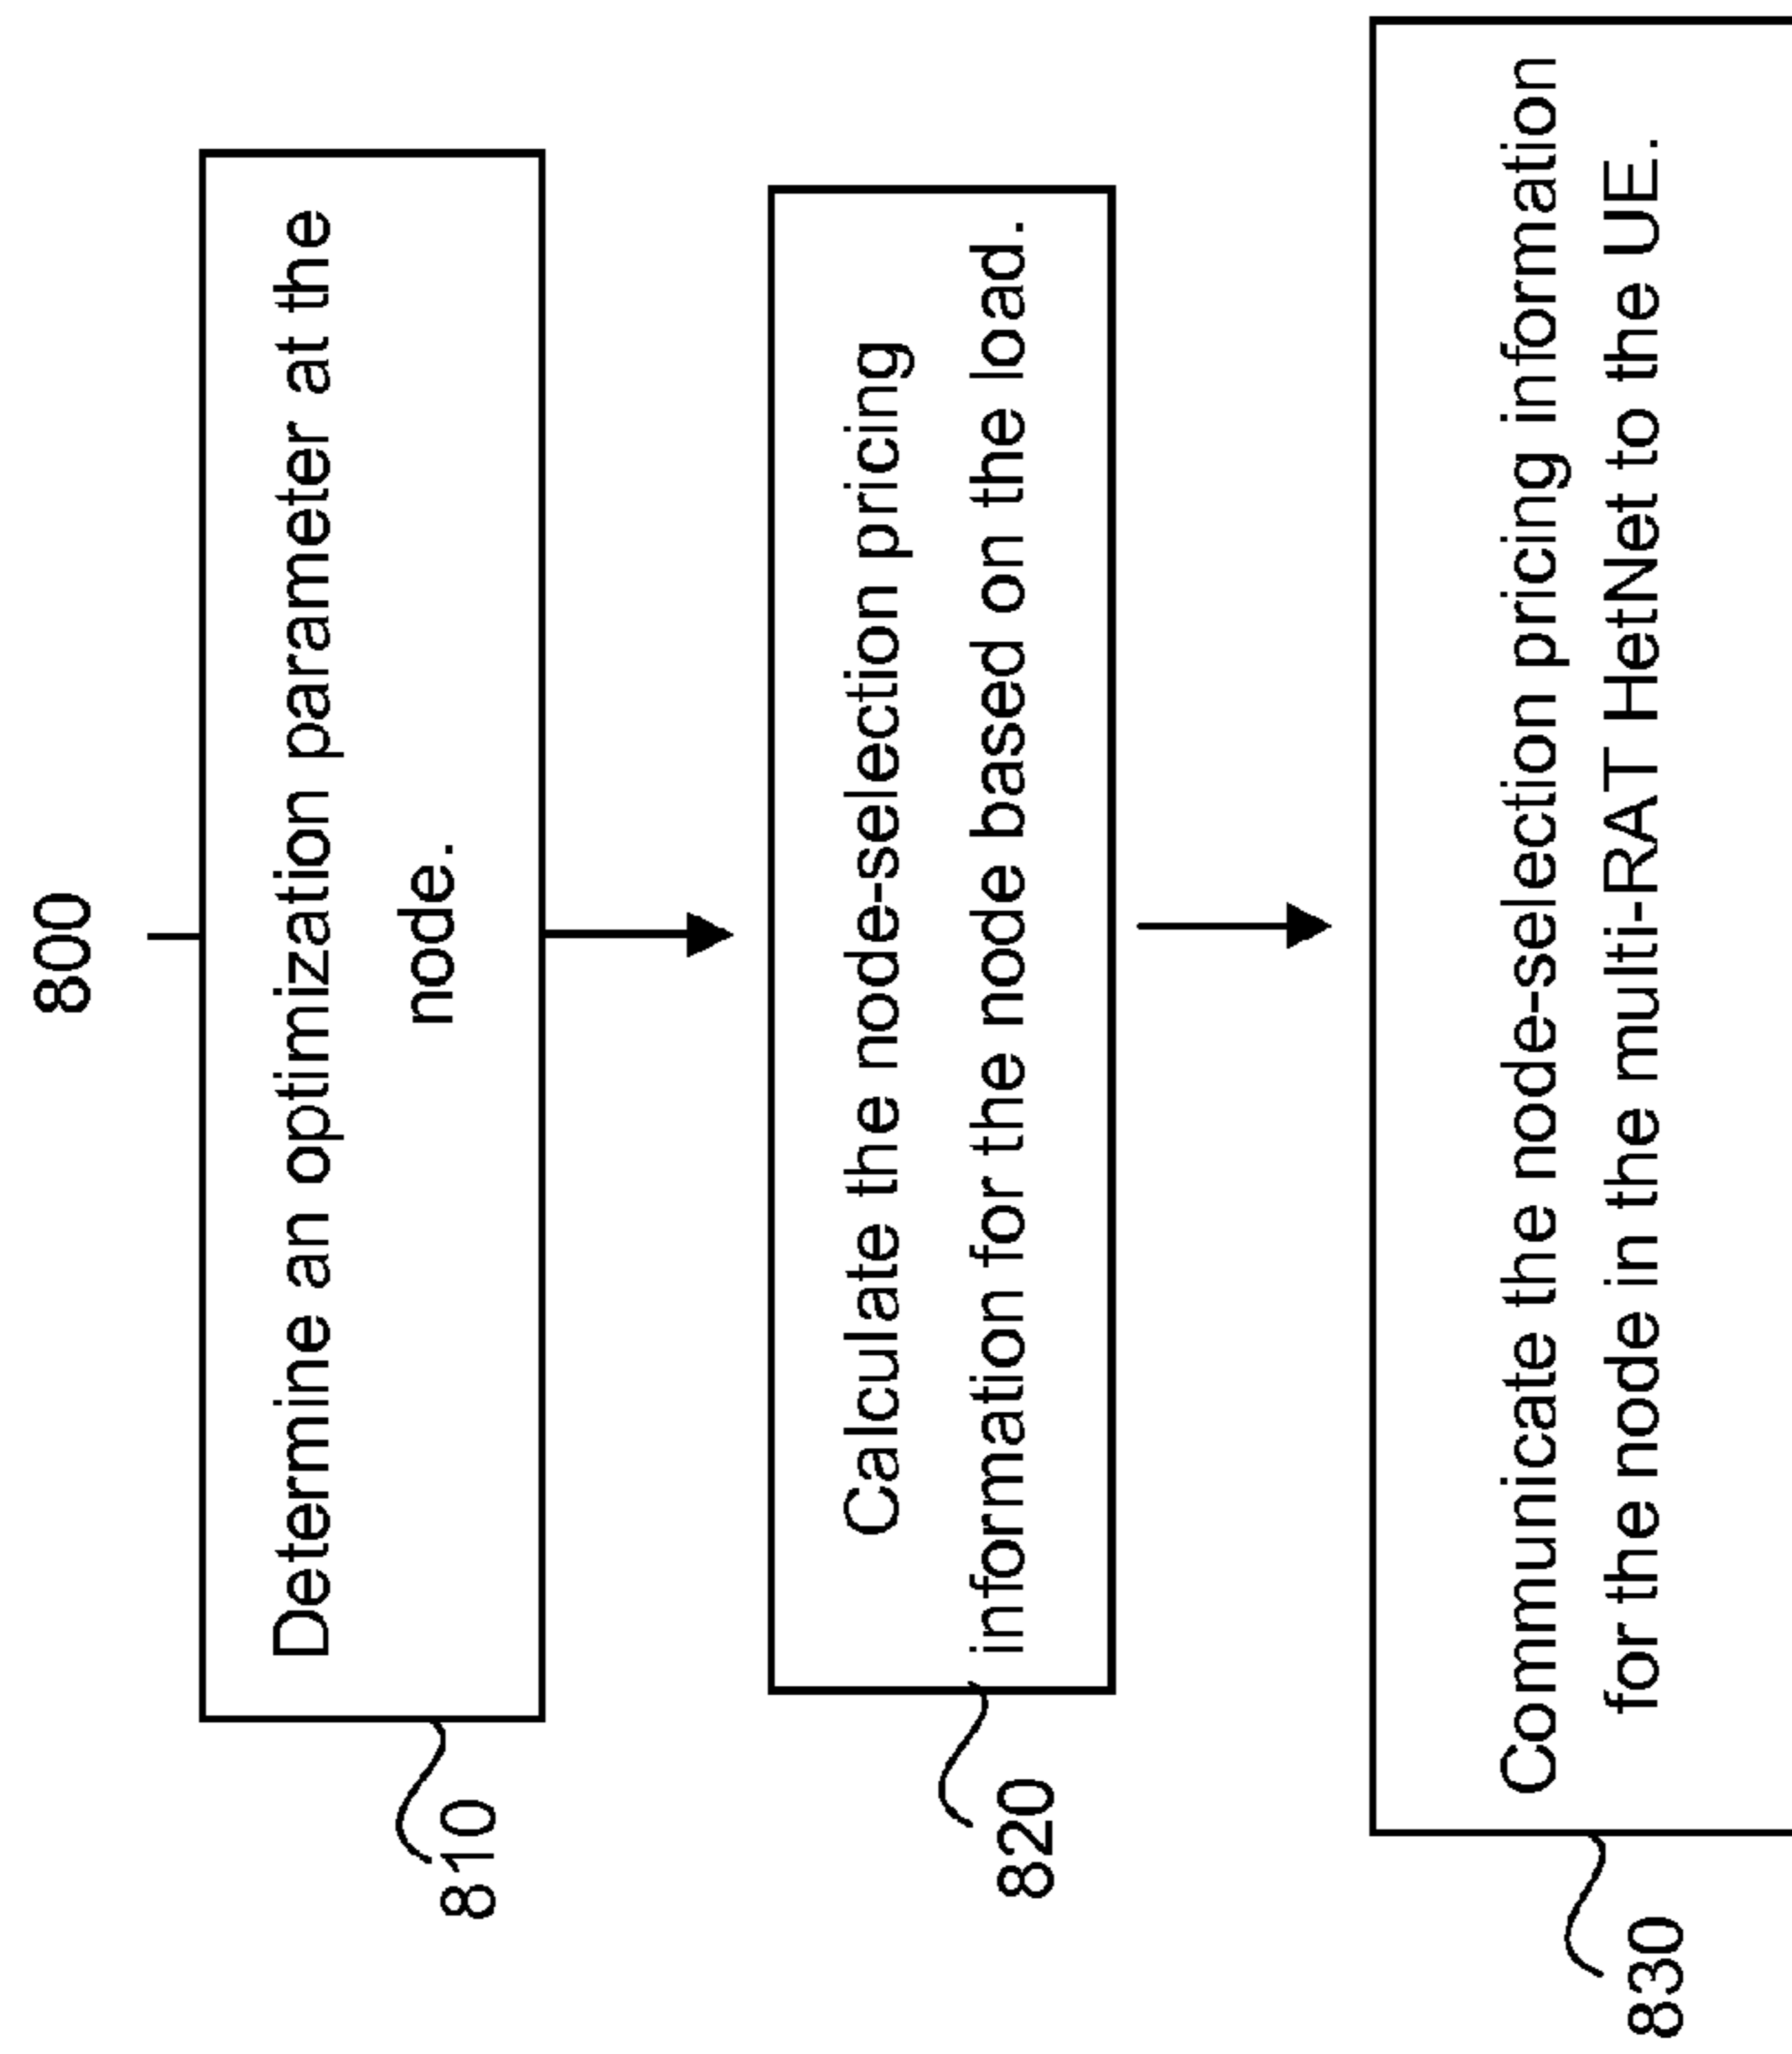 800
Determine an optimization parameter at the
node.
810
Calculate the node-selection pricing
information for the node based on the load.
820
Communicate the node-selection pricing information
for the node in the multi-RAT HetNet to the UE.
830